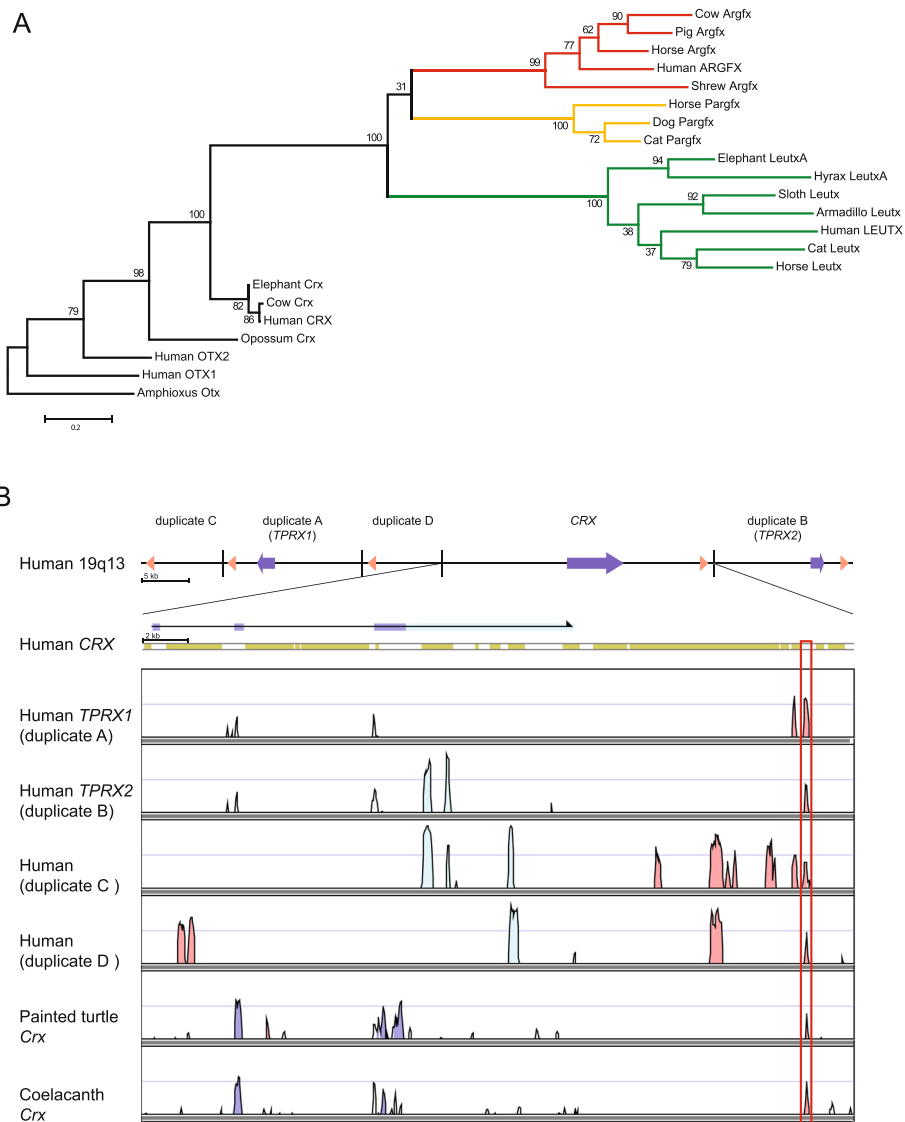 A
Cow Argfx
90
Pig Argfx
62
Horse Argfx
77
Human ARGFX
99
Shrew Argfx
31
Horse Pargfx
100
Dog Pargfx
72
Cat Pargfx
100
Elephant LeutxA
94
Hyrax LeutxA
100
Sloth Leutx
92
Armadillo Leutx
38
Human LEUTX
37
Cat Leutx
79
Horse Leutx
100
98
Elephant Crx
82
Cow Crx
86
Human CRX
79
Opossum Crx
Human OTX2
Human OTX1
Amphioxus Otx
0.2
B
duplicate C
duplicate A
(TPRX1)
duplicate D
CRX
duplicate B
(TPRX2)
Human 19q13
5 kb
2 kb
Human CRX
Human TPRX1
(duplicate A)
Human TPRX2
(duplicate B)
Human
(duplicate C )
Human
(duplicate D )
Painted turtle
Crx
Coelacanth
Crx